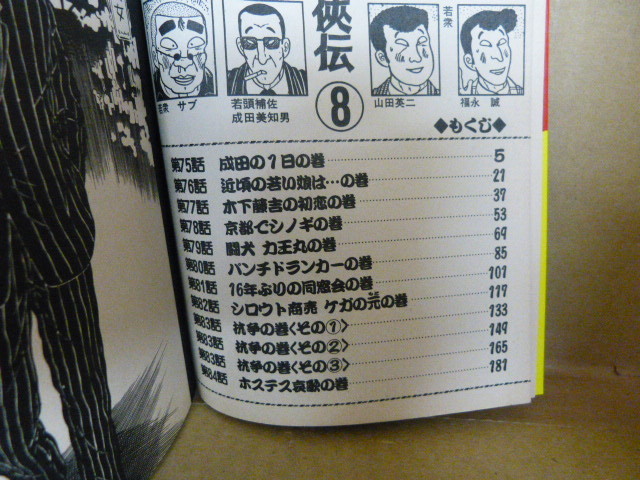 侠伝
⑧
若衆 サブ
若頭補佐
成田美知男
山田英二
若衆
福永 誠
◆もくじ◆
第75話 成田の1日の巻 5
第76話 近頃の若い娘は…の巻 21
第77話 木下藤吉の初恋の巻 37
第78話 京都でシノギの巻 53
第79話 闘犬 力王丸の巻 69
第80話 パンチドランカーの巻 85
第81話 16年ぶりの同窓会の巻 101
第82話 シロウト商売 ケガの元の巻 117
第83話 抗争の巻〈その①〉 133
第83話 抗争の巻〈その②〉 149
第83話 抗争の巻〈その③〉 165
第84話 ホステス哀歌の巻 181